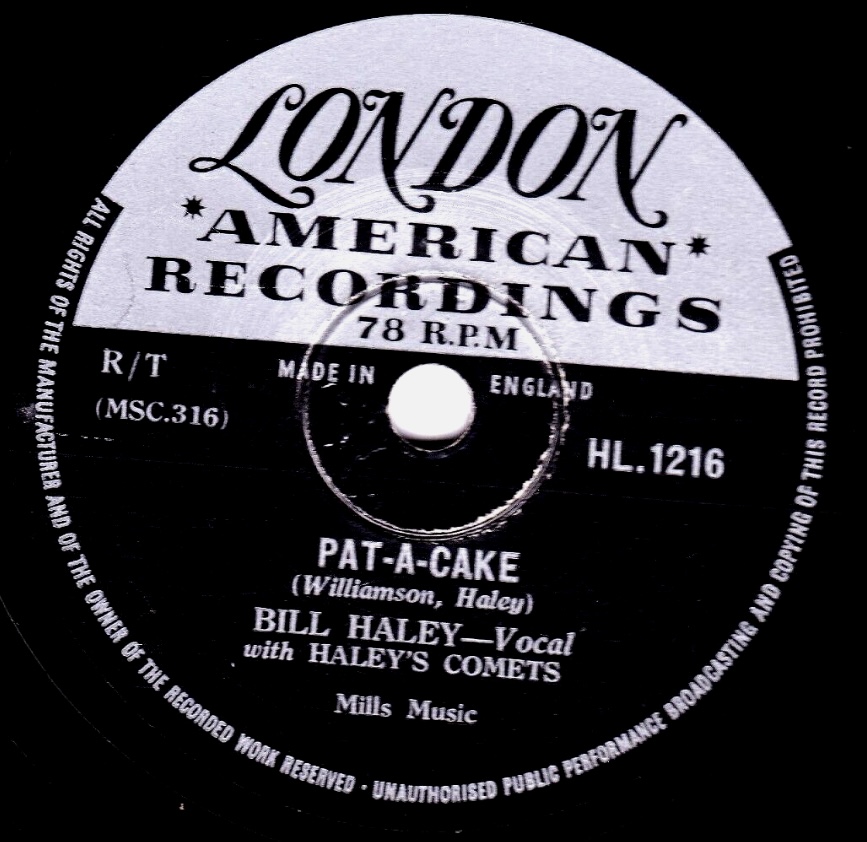 LONDON
*AMERICAN*
RECORDINGS
78 R.P.M
R/T
MADE IN ENGLAND
(MSC.316)
HL.1216
PAT-A-CAKE
(Williamson, Haley)
BILL HALEY—Vocal
with HALEY'S COMETS
Mills Music
ALL RIGHTS OF THE MANUFACTURER AND OF THE OWNER OF THE RECORDED WORK RESERVED · UNAUTHORISED PUBLIC PERFORMANCE BROADCASTING AND COPYING OF THIS RECORD PROHIBITED